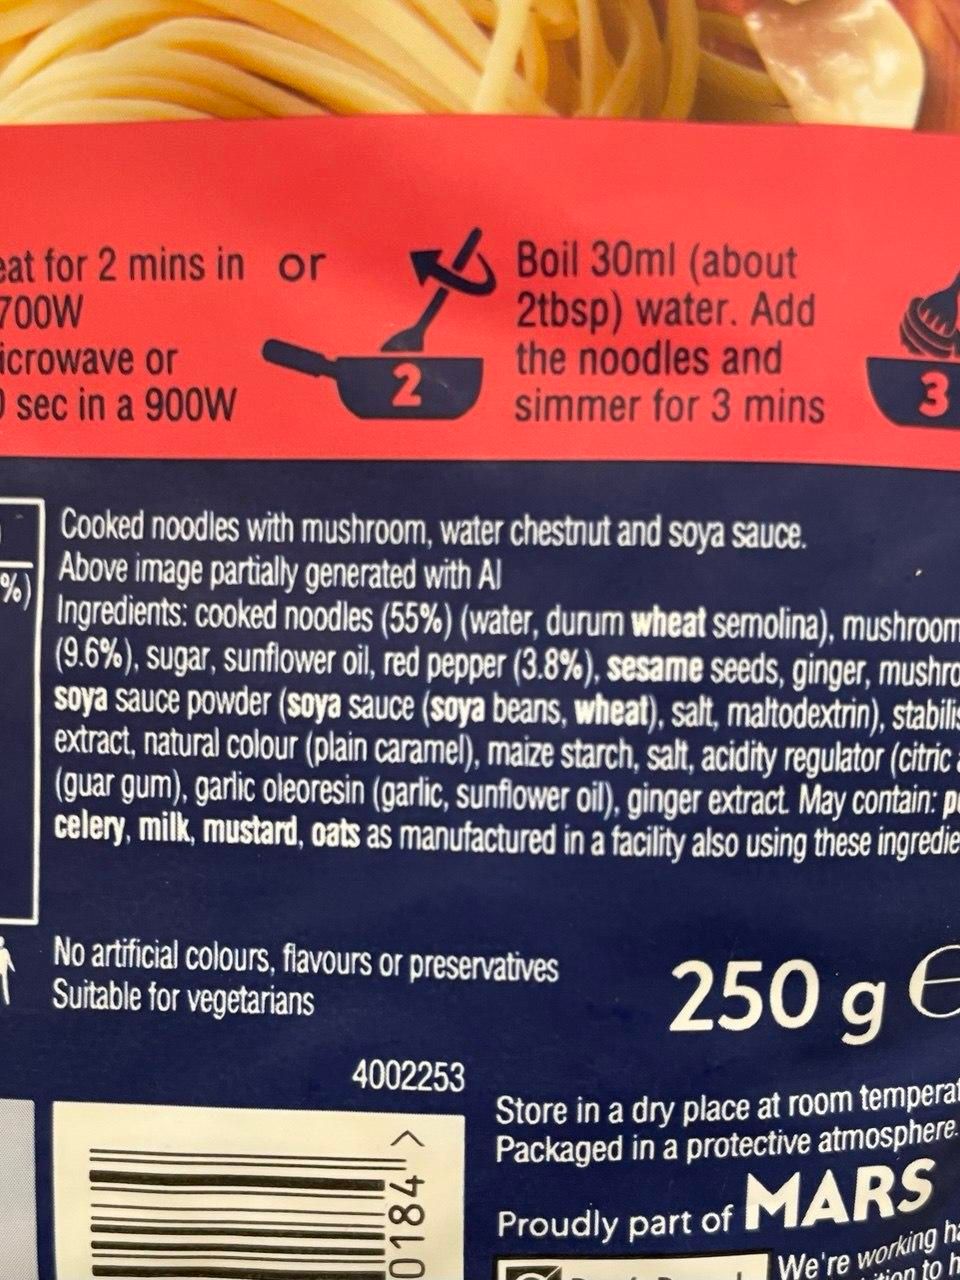 eat for 2 mins in
700W
icrowave or
sec in a 900W
or
2
Boil 30ml (about
2tbsp) water. Add
the noodles and
simmer for 3 mins
3
%)
Cooked noodles with mushroom, water chestnut and soya sauce.
Above image partially generated with AI
Ingredients: cooked noodles (55%) (water, durum wheat semolina), mushroom
(9.6%), sugar, sunflower oil, red pepper (3.8%), sesame seeds, ginger, mushro
soya sauce powder (soya sauce (soya beans, wheat), salt, maltodextrin), stabilis
extract, natural colour (plain caramel), maize starch, salt, acidity regulator (citric
(guar gum), garlic oleoresin (garlic, sunflower oil), ginger extract. May contain:
celery, milk, mustard, oats as manufactured in a facility also using these ingredie
No artificial colours, flavours or preservatives
Suitable for vegetarians
250 g ℮
4002253
0184 >
Store in a dry place at room temperat
Packaged in a protective atmosphere.
Proudly part of MARS
We're working ha
to h